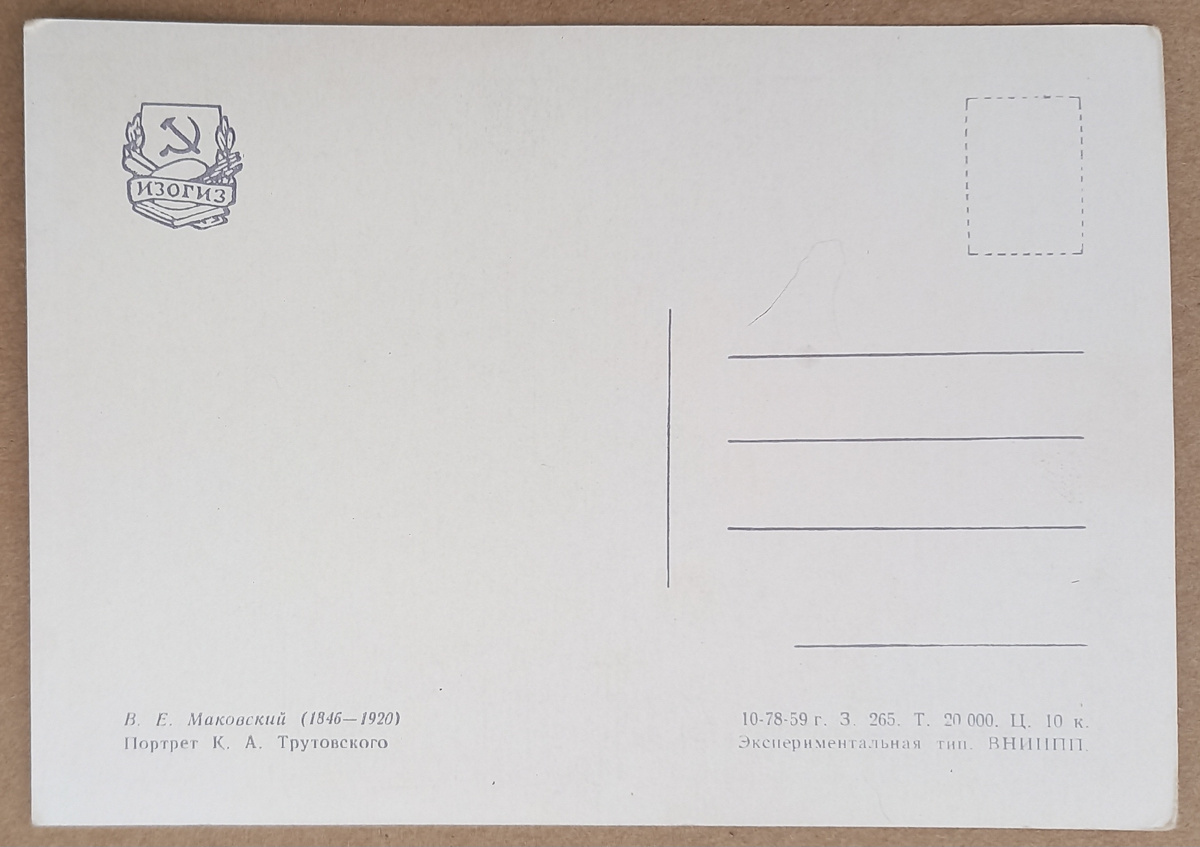 ИЗОГИЗ
В. Е. Маковский (1846—1920)
Портрет К. А. Трутовского
10-78-59 г. З. 265. Т. 20 000. Ц. 10 к.
Экспериментальная тип. ВНИИПП.